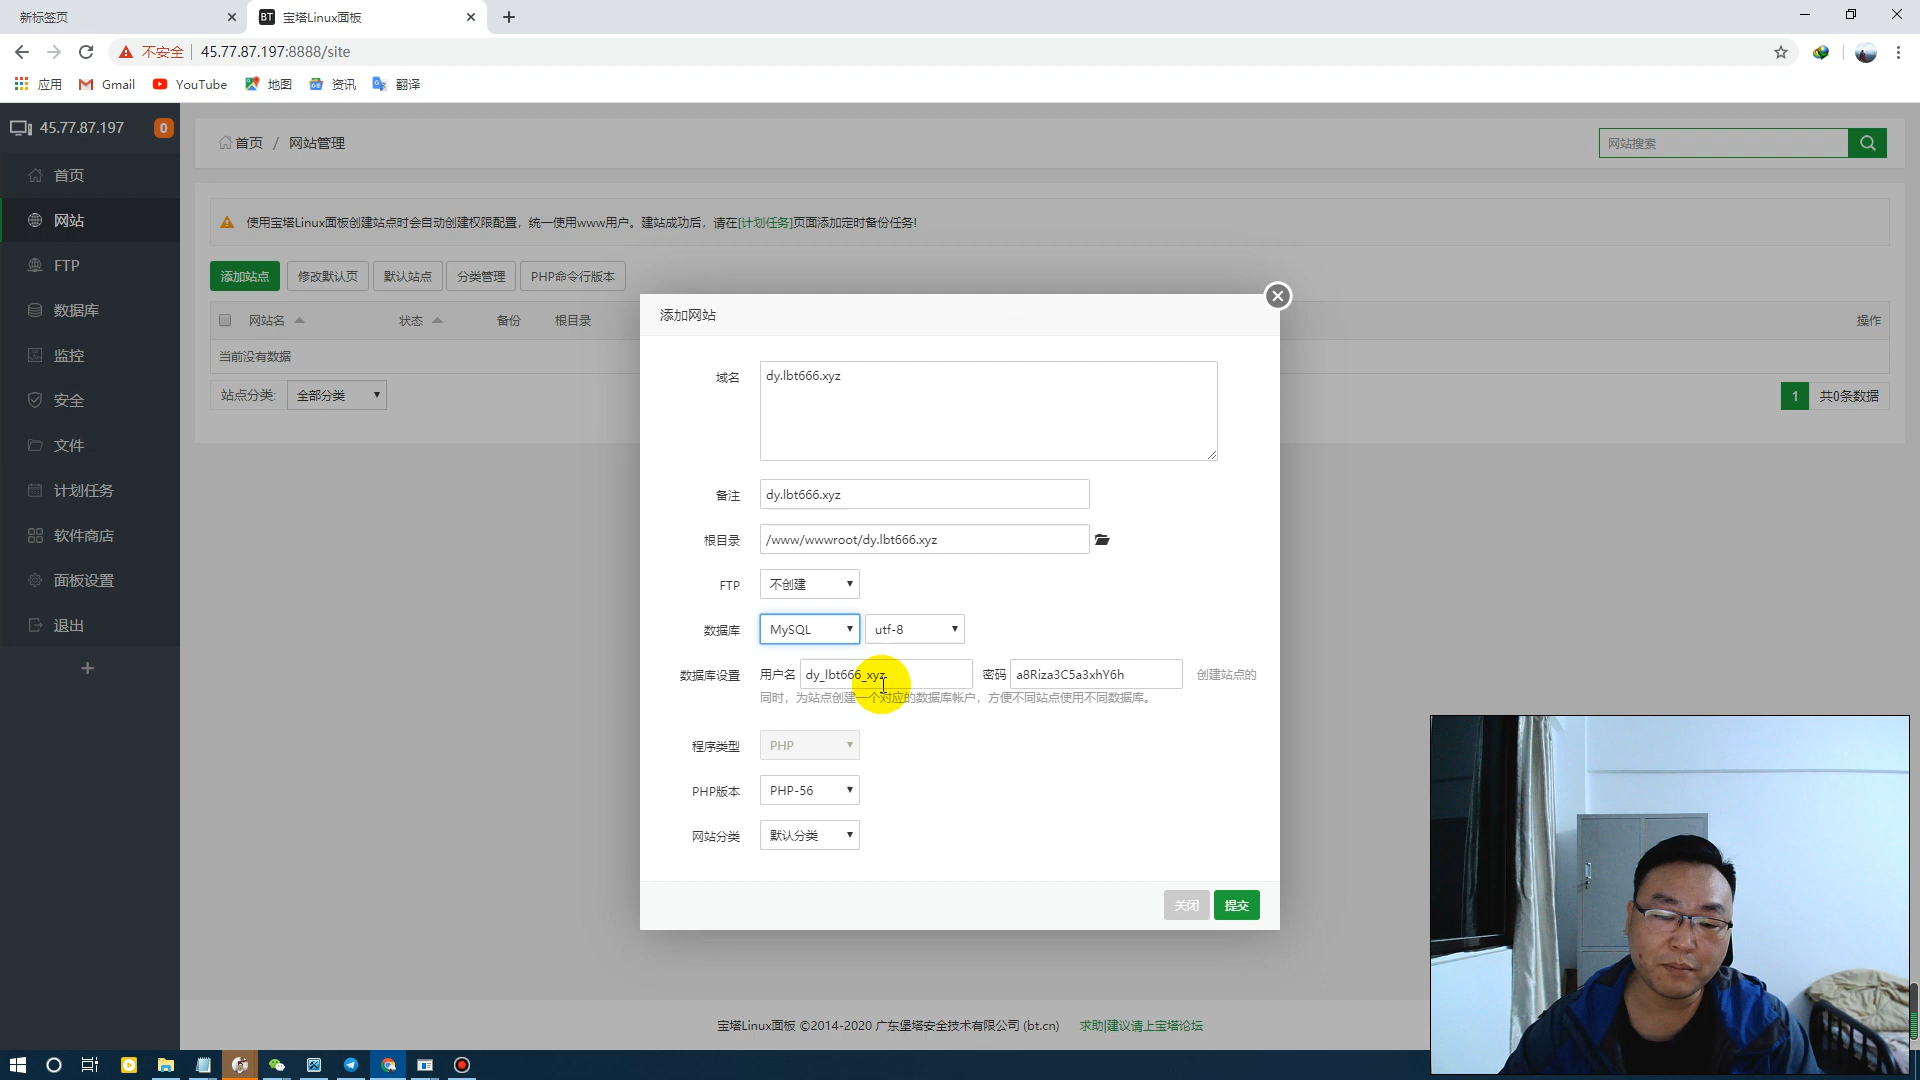 新标签页
BT 宝塔Linux面板
不安全 45.77.87.197:8888/site
应用 Gmail YouTube 地图 资讯 翻译
45.77.87.197 0
首页
网站
FTP
数据库
监控
安全
文件
计划任务
软件商店
面板设置
退出
首页 / 网站管理
网站搜索
使用宝塔Linux面板创建站点时会自动创建权限配置，统一使用www用户。建站成功后，请在[计划任务]页面添加定时备份任务!
添加站点 修改默认页 默认站点 分类管理 PHP命令行版本
网站名 状态 备份 根目录 操作
当前没有数据
站点分类: 全部分类
1 共0条数据
添加网站
域名 dy.lbt666.xyz
备注 dy.lbt666.xyz
根目录 /www/wwwroot/dy.lbt666.xyz
FTP 不创建
数据库 MySQL utf-8
数据库设置 用户名 dy_lbt666_xyz 密码 a8Riza3C5a3xhY6h 创建站点的
同时，为站点创建一个对应的数据库帐户，方便不同站点使用不同数据库。
程序类型 PHP
PHP版本 PHP-56
网站分类 默认分类
关闭 提交
宝塔Linux面板 ©2014-2020 广东堡塔安全技术有限公司 (bt.cn) 求助|建议请上宝塔论坛